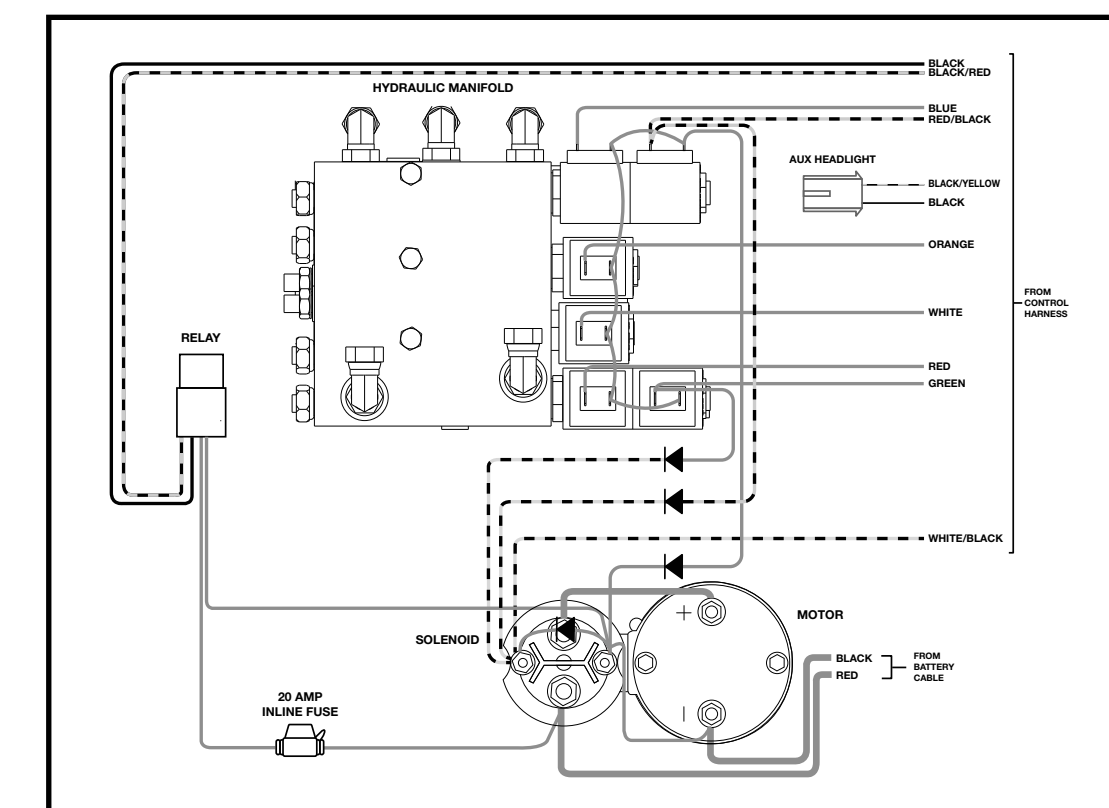 BLACK
BLACK/RED
HYDRAULIC MANIFOLD
BLUE
RED/BLACK
AUX HEADLIGHT
BLACK/YELLOW
BLACK
ORANGE
FROM
CONTROL
HARNESS
WHITE
RELAY
RED
GREEN
WHITE/BLACK
MOTOR
SOLENOID
BLACK
RED
FROM
BATTERY
CABLE
20 AMP
INLINE FUSE